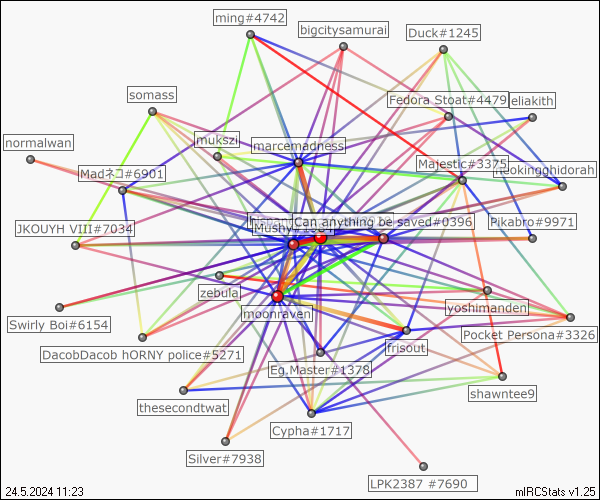 ming#4742
bigcitysamurai
Duck#1245
somass
Fedora Stoat#4479
eliakith
normalwan
mukszi
marcemadness
Madネコ#6901
Majestic#3375
JKOUYH VIII#7034
Can anything be saved#0396
Pikabro#9971
zebula
moonraven
yoshimanden
Swirly Boi#6154
Pocket Persona#3326
DacobDacob hORNY police#5271
frisout
Eg.Master#1378
shawntee9
thesecondtwat
Cypha#1717
Silver#7938
LPK2387 #7690
24.5.2024 11:23
mIRCStats v1.25